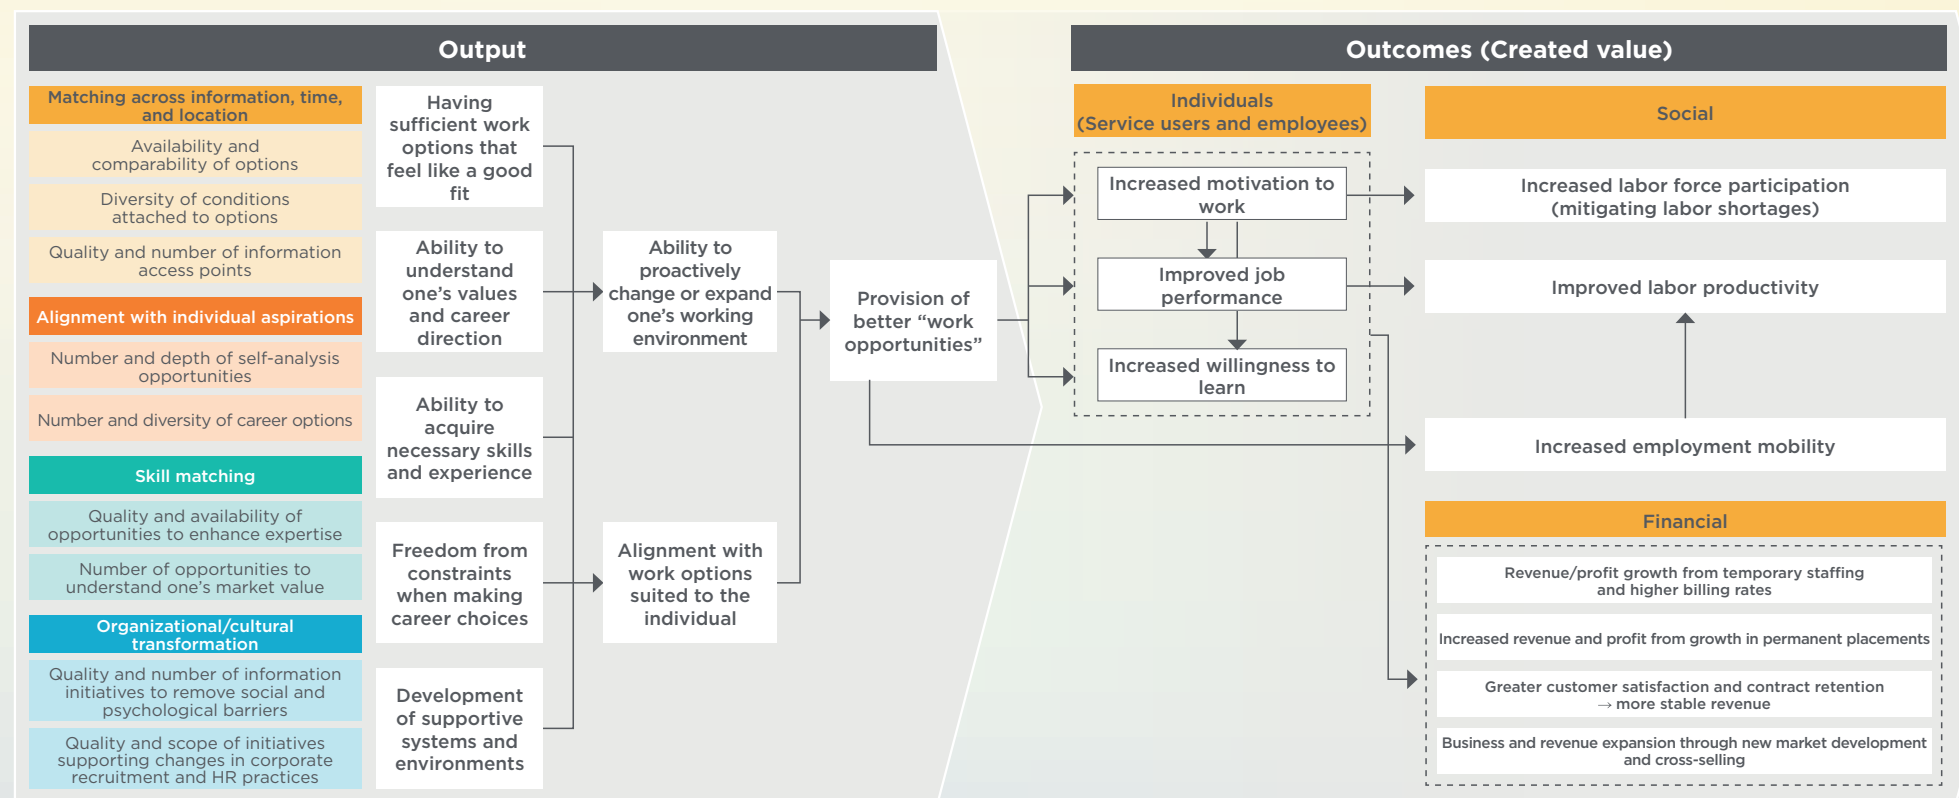 Output
Matching across information, time,
and location
Availability and
comparability of options
Diversity of conditions
attached to options
Quality and number of information
access points
Alignment with individual aspirations
Number and depth of self-analysis
opportunities
Number and diversity of career options
Skill matching
Quality and availability of
opportunities to enhance expertise
Number of opportunities to
understand one’s market value
Organizational/cultural
transformation
Quality and number of information
initiatives to remove social and
psychological barriers
Quality and scope of initiatives
supporting changes in corporate
recruitment and HR practices
Having
sufficient work
options that
feel like a good
fit
Ability to
understand
one’s values
and career
direction
Ability to
acquire
necessary skills
and experience
Freedom from
constraints
when making
career choices
Development
of supportive
systems and
environments
Ability to
proactively
change or expand
one’s working
environment
Alignment with
work options
suited to the
individual
Provision of
better “work
opportunities”
Outcomes (Created value)
Individuals
(Service users and employees)
Increased motivation to
work
Improved job
performance
Increased willingness to
learn
Social
Increased labor force participation
(mitigating labor shortages)
Improved labor productivity
Increased employment mobility
Financial
Revenue/profit growth from temporary staffing
and higher billing rates
Increased revenue and profit from growth in permanent placements
Greater customer satisfaction and contract retention
→ more stable revenue
Business and revenue expansion through new market development
and cross-selling